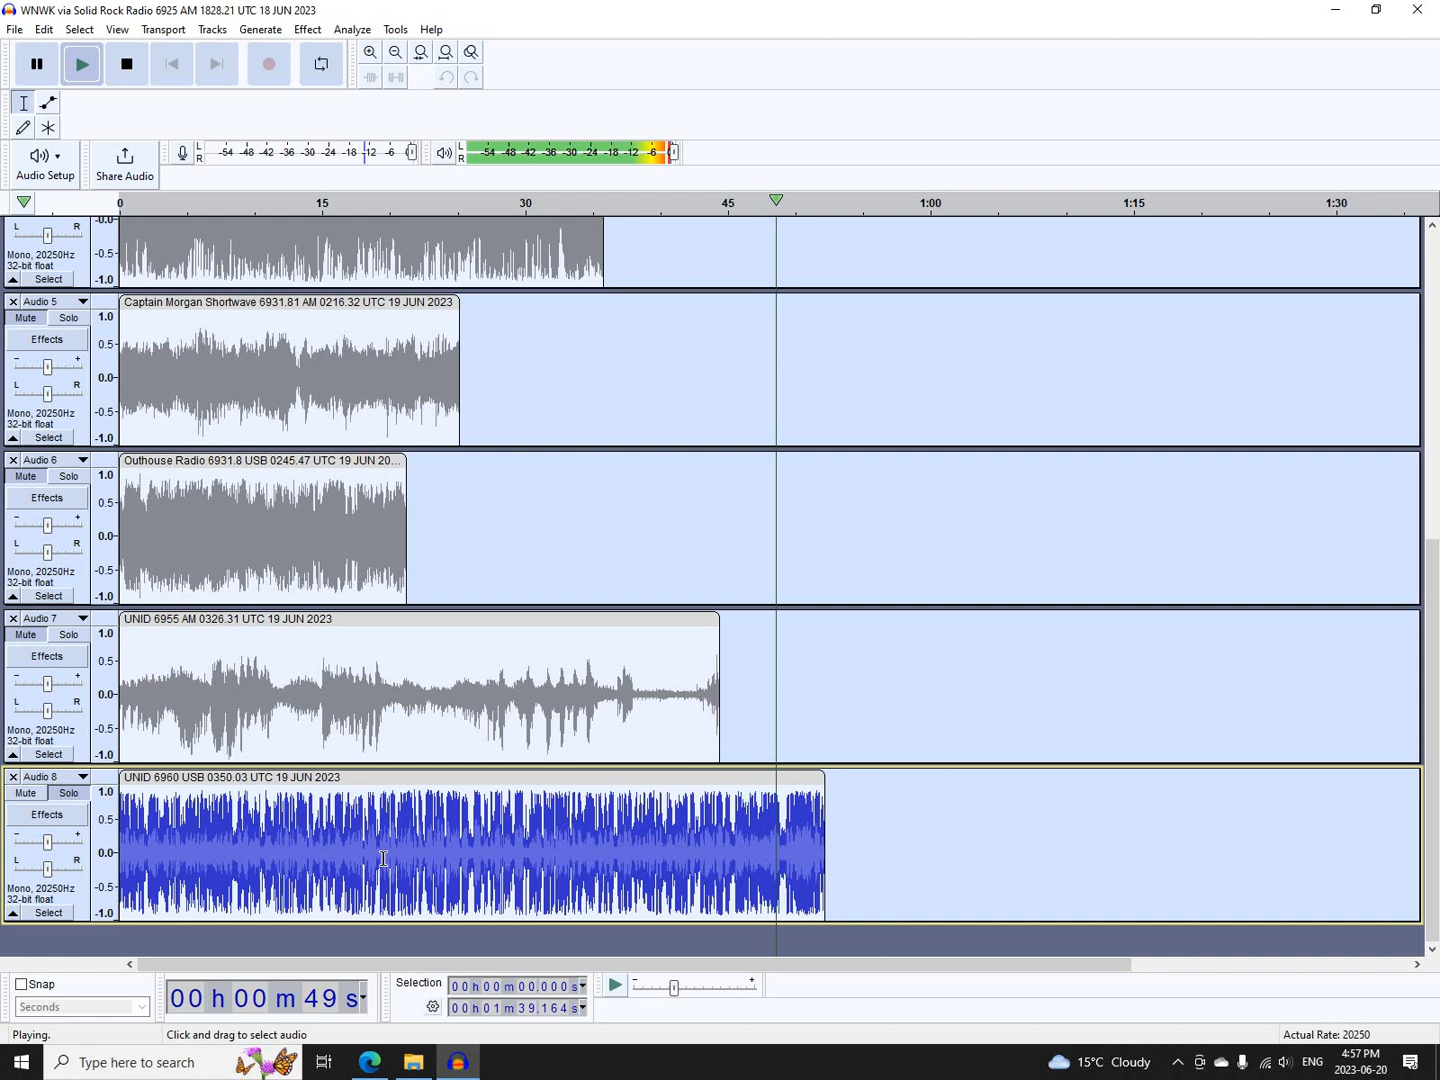 WNWK via Solid Rock Radio 6925 AM 1828.21 UTC 18 JUN 2023
File Edit Select View Transport Tracks Generate Effect Analyze Tools Help
L R -54 -48 -42 -36 -30 -24 -18 -12 -6
L R -54 -48 -42 -36 -30 -24 -18 -12 -6
Audio Setup Share Audio
0 15 30 45 1:00 1:15 1:30
L R
Mono, 20250Hz
32-bit float
Select
-0.0
-0.5
-1.0
Audio 5
Captain Morgan Shortwave 6931.81 AM 0216.32 UTC 19 JUN 2023
Mute Solo
Effects
- +
L R
Mono, 20250Hz
32-bit float
Select
1.0
0.5
0.0
-0.5
-1.0
Audio 6
Outhouse Radio 6931.8 USB 0245.47 UTC 19 JUN 20...
Mute Solo
Effects
- +
L R
Mono, 20250Hz
32-bit float
Select
1.0
0.5
0.0
-0.5
-1.0
Audio 7
UNID 6955 AM 0326.31 UTC 19 JUN 2023
Mute Solo
Effects
- +
L R
Mono, 20250Hz
32-bit float
Select
1.0
0.5
0.0
-0.5
-1.0
Audio 8
UNID 6960 USB 0350.03 UTC 19 JUN 2023
Mute Solo
Effects
- +
L R
Mono, 20250Hz
32-bit float
Select
1.0
0.5
0.0
-0.5
-1.0
Snap
Seconds
00 h 00 m 49 s
Selection
00 h 00 m 00.000 s
00 h 01 m 39.164 s
- +
Playing. Click and drag to select audio Actual Rate: 20250
Type here to search
15°C Cloudy
ENG
4:57 PM
2023-06-20